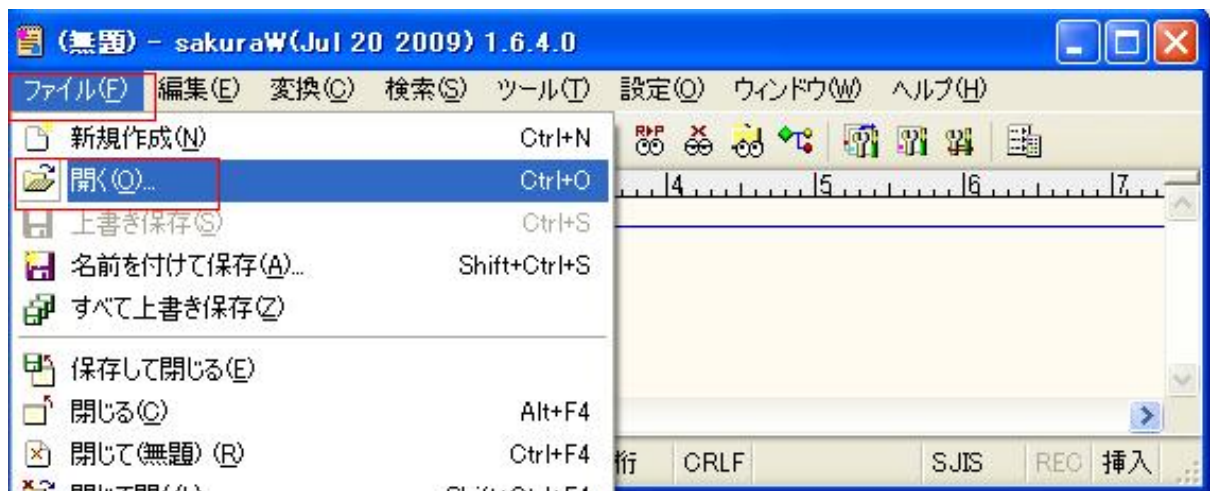 (無題) - sakuraW(Jul 20 2009) 1.6.4.0
ファイル(F) 編集(E) 変換(C) 検索(S) ツール(T) 設定(O) ウィンドウ(W) ヘルプ(H)
新規作成(N) Ctrl+N
開く(O)... Ctrl+O
4 5 6 7
上書き保存(S) Ctrl+S
名前を付けて保存(A)... Shift+Ctrl+S
すべて上書き保存(Z)
保存して閉じる(E)
閉じる(C) Alt+F4
閉じて(無題) (R) Ctrl+F4
桁 CRLF SJIS REC 挿入